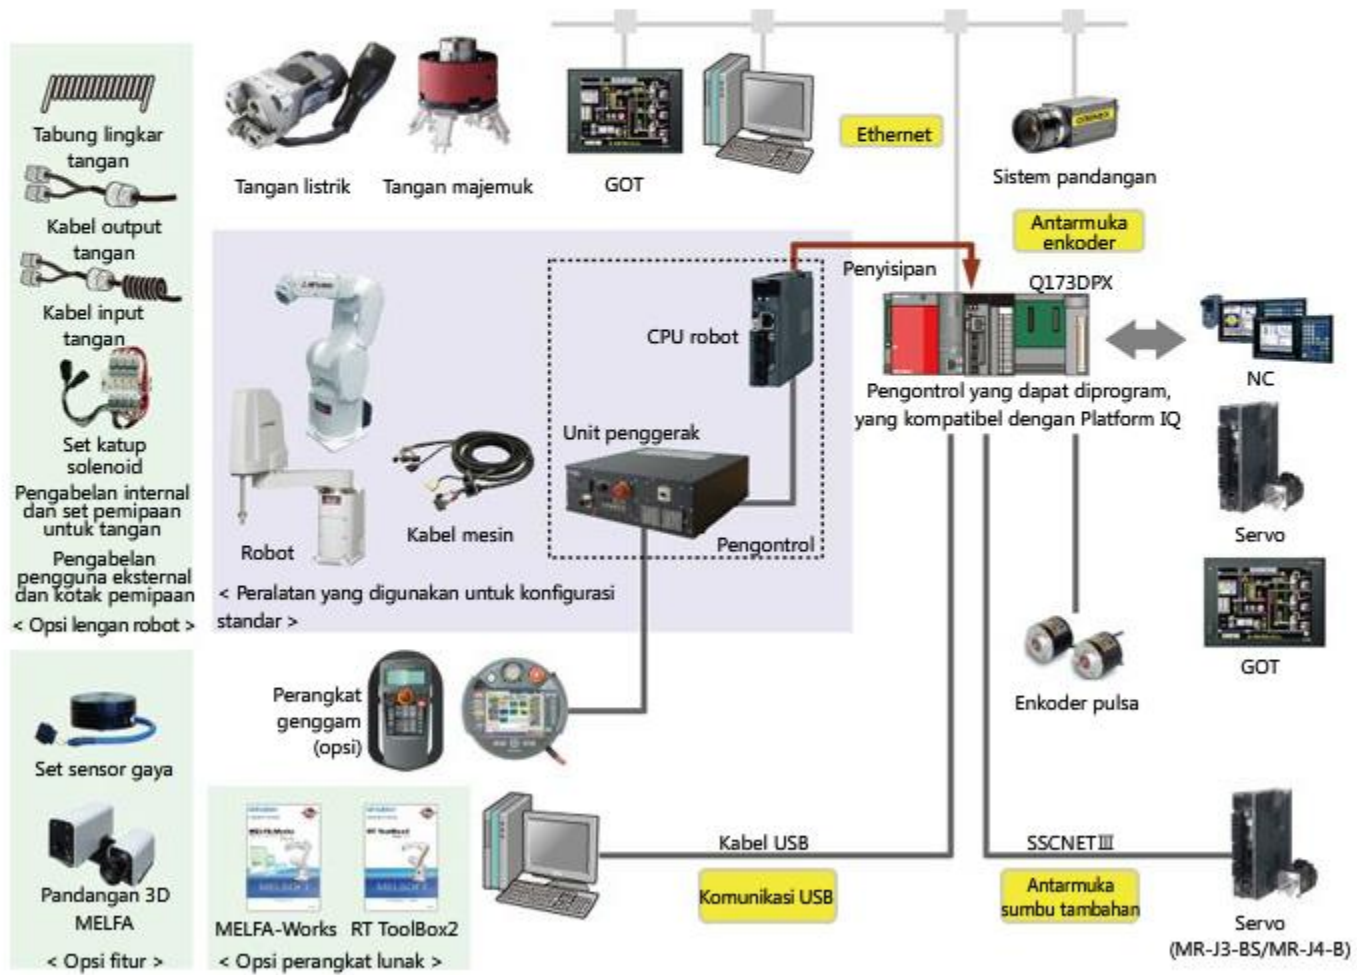 Tabung lingkar
tangan
Kabel output
tangan
Kabel input
tangan
Set katup
solenoid
Pengabelan internal
dan set pemipaan
untuk tangan
Pengabelan
pengguna eksternal
dan kotak pemipaan
< Opsi lengan robot >
Tangan listrik
Tangan majemuk
GOT
Ethernet
Sistem pandangan
Antarmuka
enkoder
Penyisipan
Q173DPX
CPU robot
NC
Pengontrol yang dapat diprogram,
yang kompatibel dengan Platform IQ
Unit penggerak
Kabel mesin
Robot
Pengontrol
< Peralatan yang digunakan untuk konfigurasi
standar >
Servo
GOT
Enkoder pulsa
Perangkat
genggam
(opsi)
Set sensor gaya
Pandangan 3D
MELFA
< Opsi fitur >
MELFA-Works
RT ToolBox2
< Opsi perangkat lunak >
Kabel USB
Komunikasi USB
SSCNETⅢ
Antarmuka
sumbu tambahan
Servo
(MR-J3-BS/MR-J4-B)